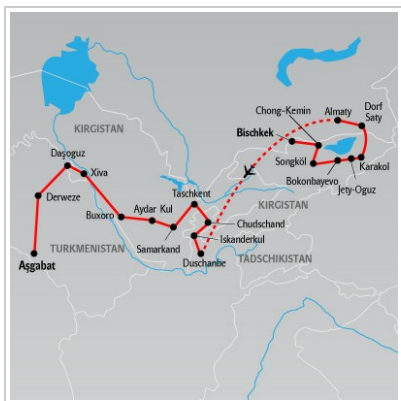 Almaty
Dorf
Saty
Chong-Kemin
Bischkek
KIRGISTAN
Songköl
Karakol
Bokonbayevo
Jety-Oguz
Daşoguz
Xiva
Taschkent
Derweze
Buxoro
Aydar Kul
KIRGISTAN
Chudschand
Samarkand
Iskanderkul
TURKMENISTAN
TADSCHIKISTAN
Aşgabat
Duschanbe